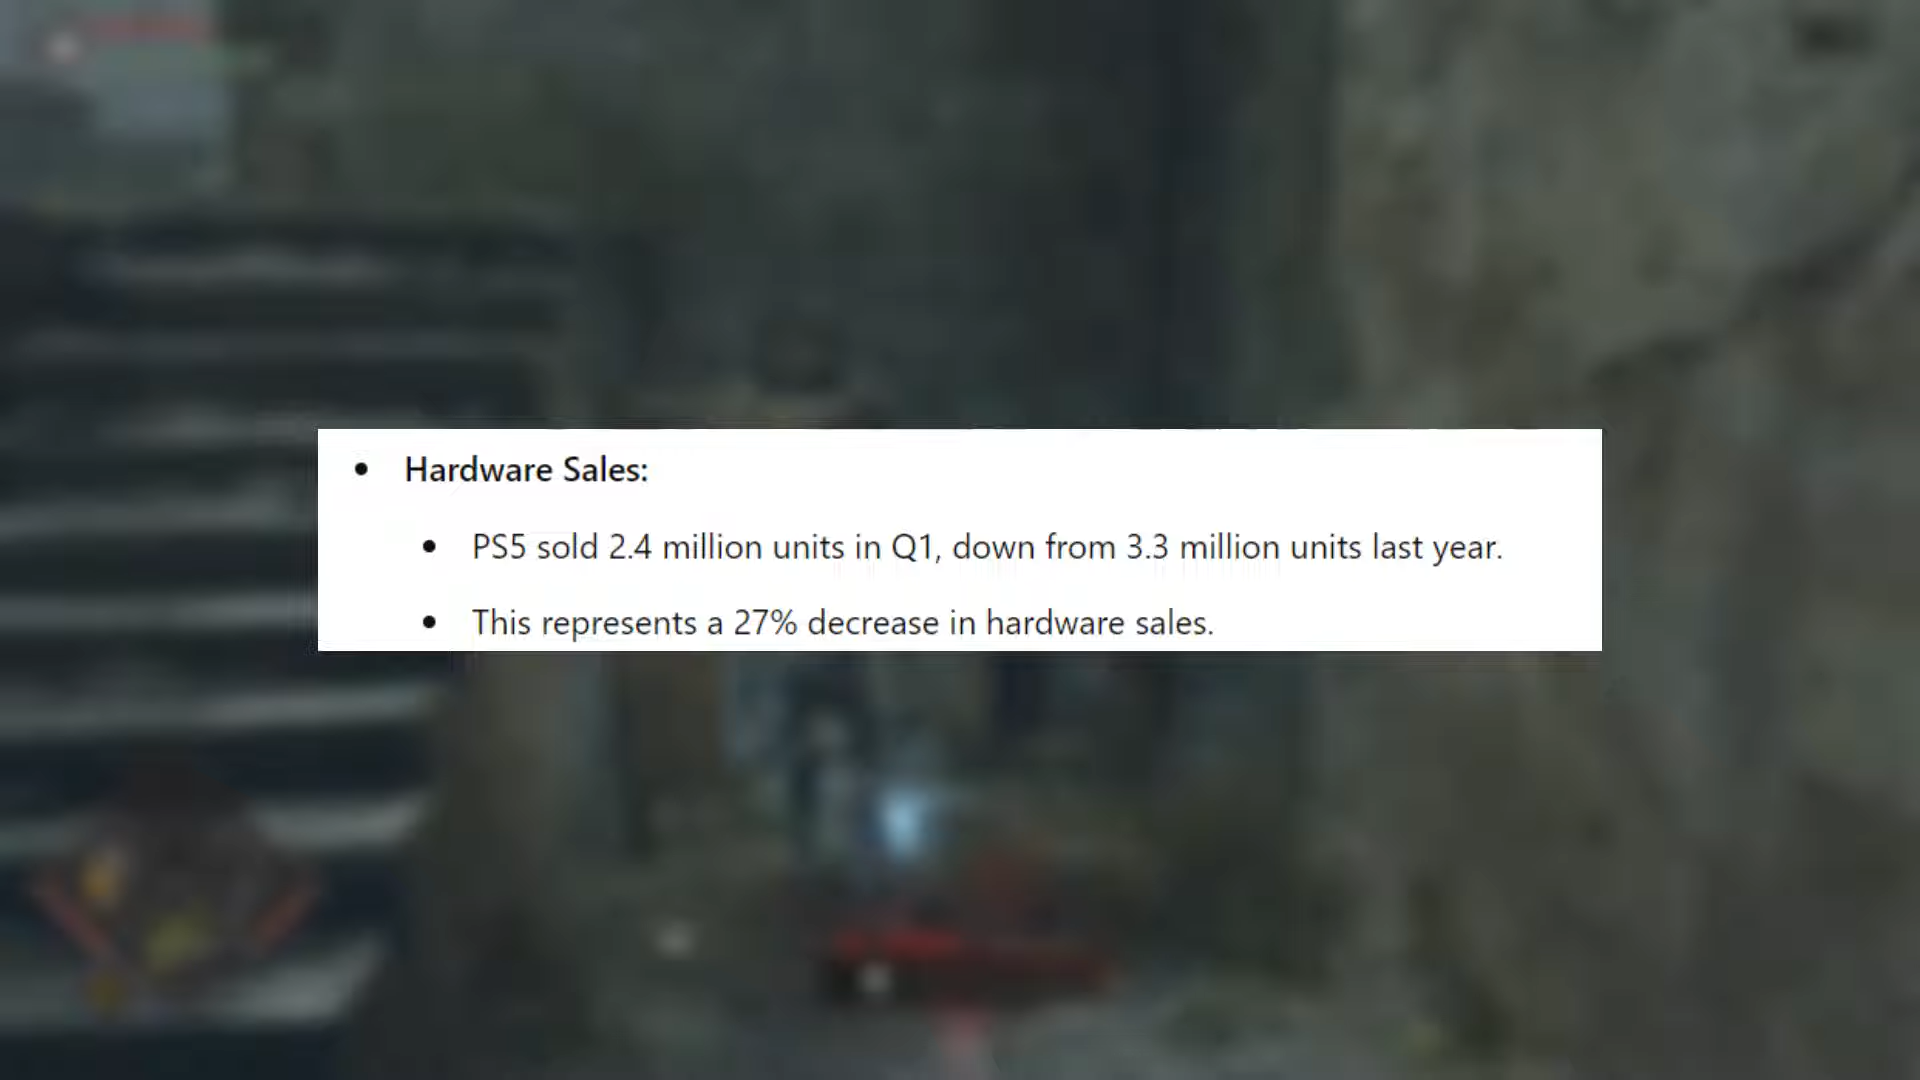 Hardware Sales:
PS5 sold 2.4 million units in Q1, down from 3.3 million units last year.
This represents a 27% decrease in hardware sales.